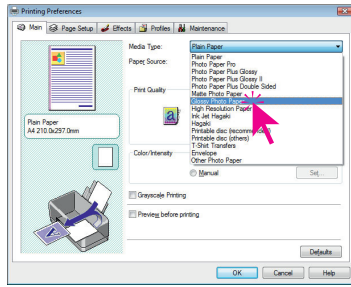 Printing Preferences
Main Page Setup Effects Profiles Maintenance
Media Type: Plain Paper
Plain Paper
Photo Paper Pro
Photo Paper Plus Glossy
Photo Paper Plus Glossy II
Photo Paper Plus Double Sided
Matte Photo Paper
Glossy Photo Paper
High Resolution Paper
Ink Jet Hagaki
Hagaki
Printable disc (recommended)
Printable disc (others)
T-Shirt Transfers
Envelope
Other Photo Paper
Paper Source:
Print Quality
a
Plain Paper
A4 210.0x297.0mm
Color/Intensity
Manual Set...
Grayscale Printing
Preview before printing
Defaults
OK Cancel Help